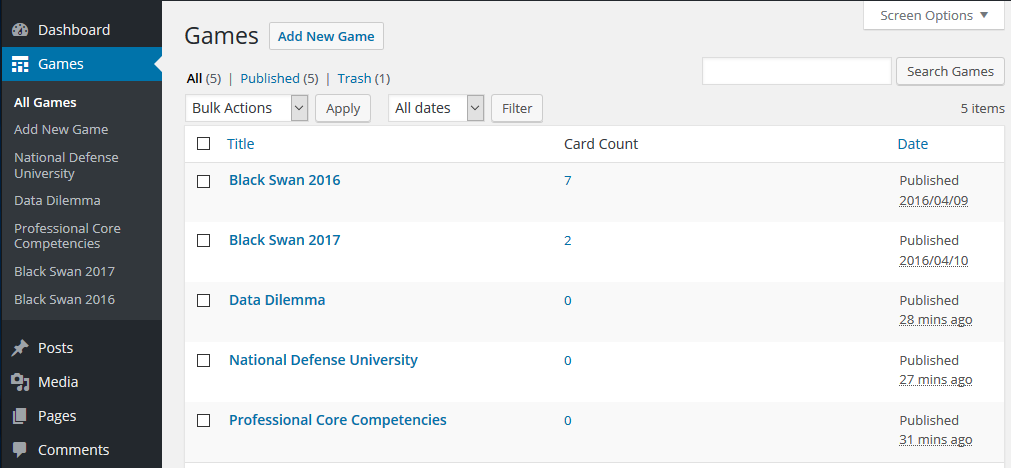 Dashboard
Games
All Games
Add New Game
National Defense
University
Data Dilemma
Professional Core
Competencies
Black Swan 2017
Black Swan 2016
Posts
Media
Pages
Comments
Screen Options
Games Add New Game
All (5) | Published (5) | Trash (1)
Search Games
Bulk Actions Apply All dates Filter 5 items
Title Card Count Date
Black Swan 2016 7 Published
2016/04/09
Black Swan 2017 2 Published
2016/04/10
Data Dilemma 0 Published
28 mins ago
National Defense University 0 Published
27 mins ago
Professional Core Competencies 0 Published
31 mins ago